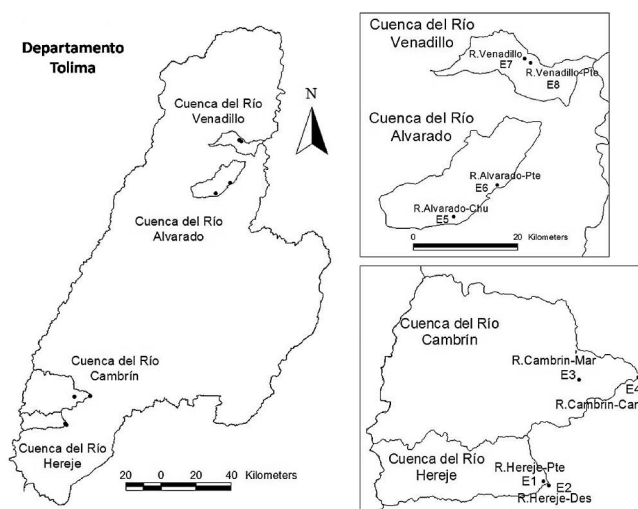 Departamento
Tolima
Cuenca del Río
Venadillo
N
Cuenca del Río
Alvarado
Cuenca del Río
Cambrín
Cuenca del Río
Hereje
20 0 20 40 Kilometers
Cuenca del Río
Venadillo
R.Venadillo
E7
R.Venadillo-Pte
E8
Cuenca del Río
Alvarado
R.Alvarado-Pte
E6
R.Alvarado-Chu
E5
0 20
Kilometers
Cuenca del Río
Cambrín
R.Cambrin-Mar
E3
E4
R.Cambrin-Car
Cuenca del Río
Hereje
R.Hereje-Pte
E1
E2
R.Hereje-Des